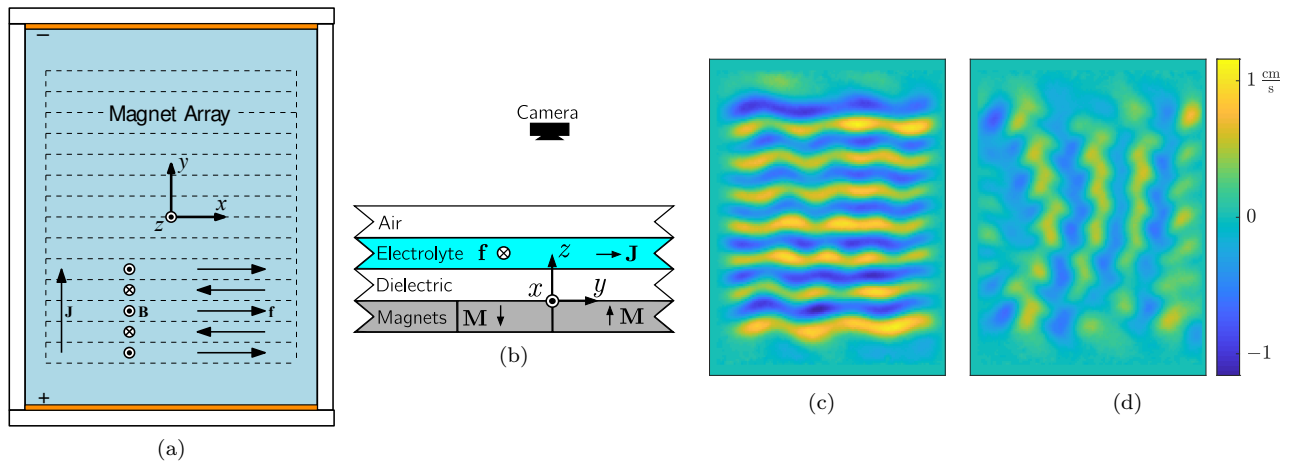 −
Magnet Array
y
z x
J B f
+
(a)
Camera
Air
Electrolyte f z J
Dielectric x y
Magnets M M
(b)
(c)
(d)
1 cm/s
0
−1